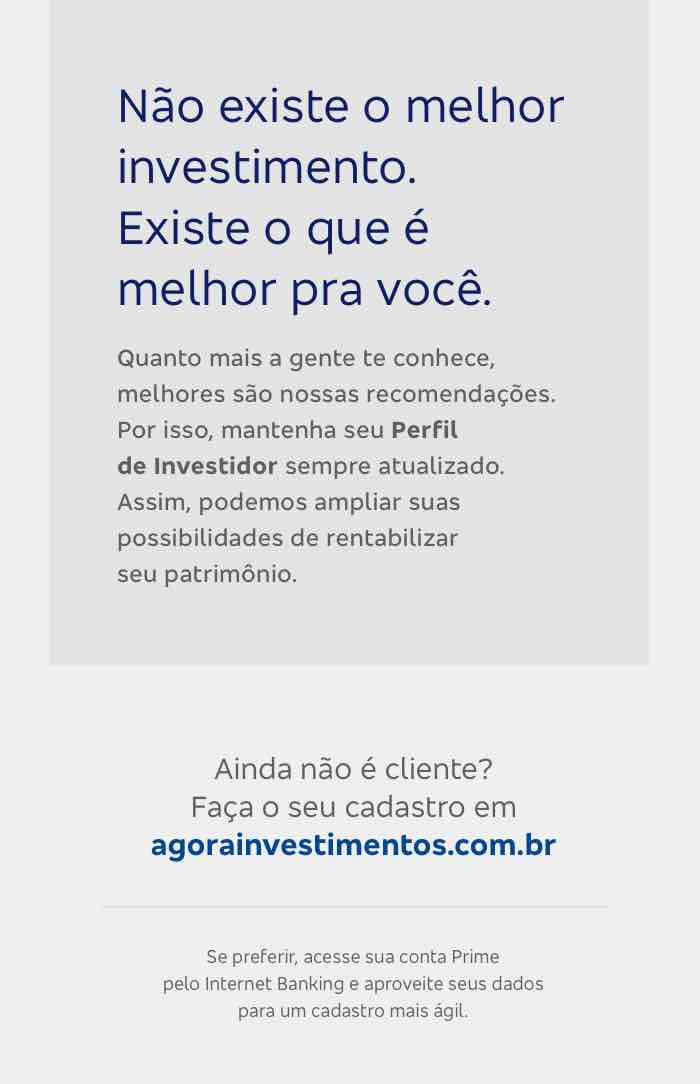 Não existe o melhor
investimento.
Existe o que é
melhor pra você.
Quanto mais a gente te conhece,
melhores são nossas recomendações.
Por isso, mantenha seu Perfil
de Investidor sempre atualizado.
Assim, podemos ampliar suas
possibilidades de rentabilizar
seu patrimônio.
Ainda não é cliente?
Faça o seu cadastro em
agorainvestimentos.com.br
Se preferir, acesse sua conta Prime
pelo Internet Banking e aproveite seus dados
para um cadastro mais ágil.